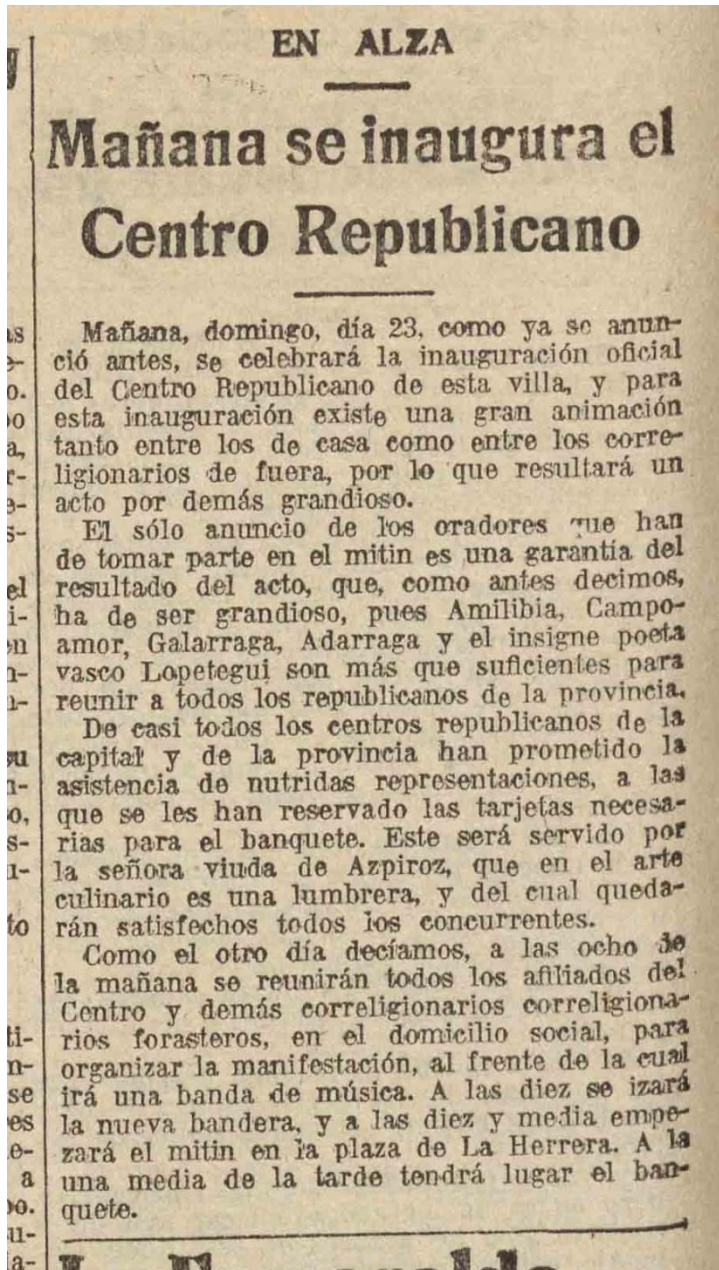 EN ALZA
Mañana se inaugura el
Centro Republicano
Mañana, domingo, día 23, como ya se anun-
ció antes, se celebrará la inauguración oficial
del Centro Republicano de esta villa, y para
esta inauguración existe una gran animación
tanto entre los de casa como entre los corre-
ligionarios de fuera, por lo que resultará un
acto por demás grandioso.
El sólo anuncio de los oradores que han
de tomar parte en el mitin es una garantía del
resultado del acto, que, como antes decimos,
ha de ser grandioso, pues Amilibia, Campo-
amor, Galarraga, Adarraga y el insigne poeta
vasco Lopetegui son más que suficientes para
reunir a todos los republicanos de la provincia.
De casi todos los centros republicanos de la
capital y de la provincia han prometido la
asistencia de nutridas representaciones, a las
que se les han reservado las tarjetas necesa-
rias para el banquete. Este será servido por
la señora viuda de Azpiroz, que en el arte
culinario es una lumbrera, y del cual queda-
rán satisfechos todos los concurrentes.
Como el otro día decíamos, a las ocho de
la mañana se reunirán todos los afiliados del
Centro y demás correligionarios correligiona-
rios forasteros, en el domicilio social, para
organizar la manifestación, al frente de la cual
irá una banda de música. A las diez se izará
la nueva bandera, y a las diez y media empe-
zará el mitin en la plaza de La Herrera. A la
una media de la tarde tendrá lugar el ban-
quete.